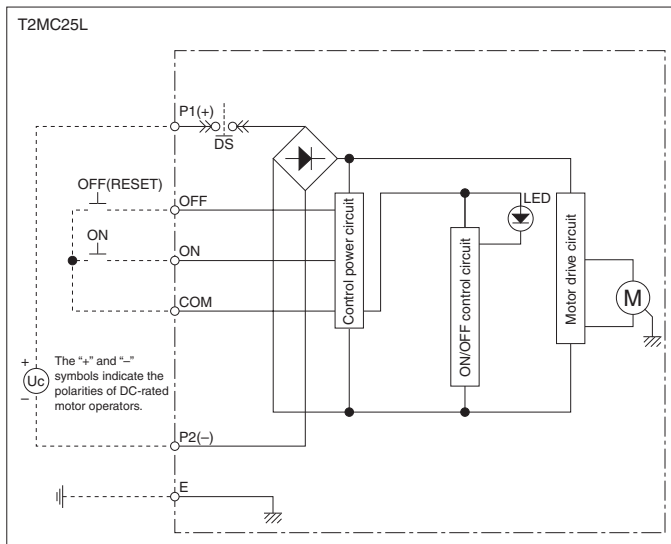 T2MC25L
P1(+)
DS
OFF(RESET)
OFF
ON
ON
COM
Control power circuit
LED
ON/OFF control circuit
Motor drive circuit
M
+
Uc
–
The “+” and “–”
symbols indicate the
polarities of DC-rated
motor operators.
P2(–)
E